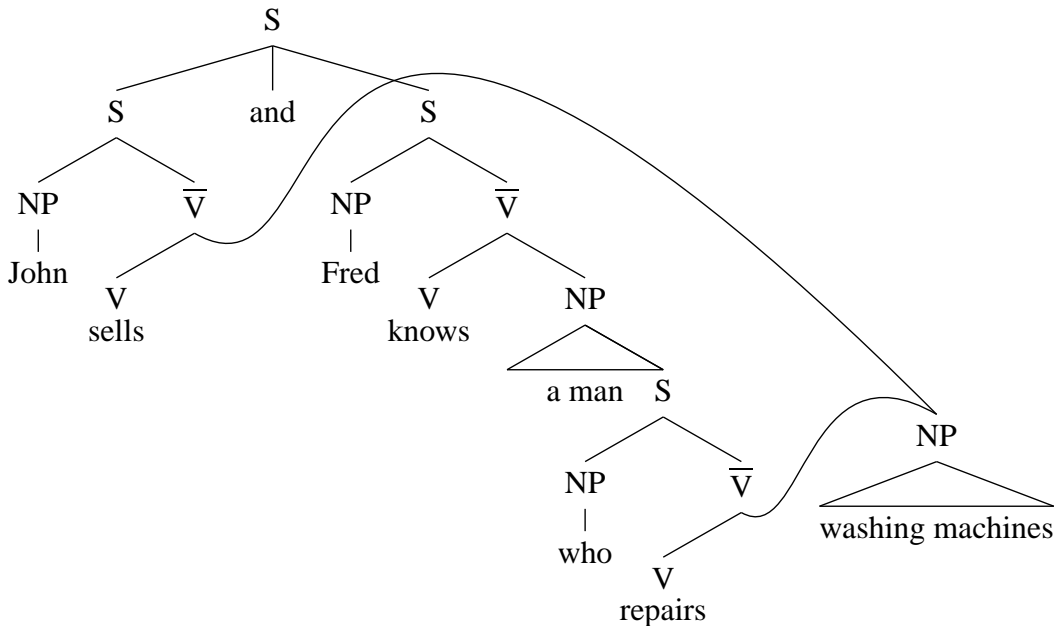 S
S and S
NP V̅ NP V̅
John V Fred V NP
sells knows
a man S
NP V̅ NP
who V washing machines
repairs